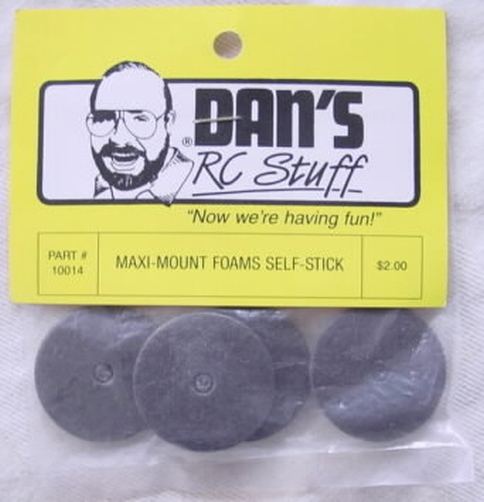 DAN'S
® RC Stuff
"Now we're having fun!"
PART #
10014
MAXI-MOUNT FOAMS SELF-STICK
$2.00